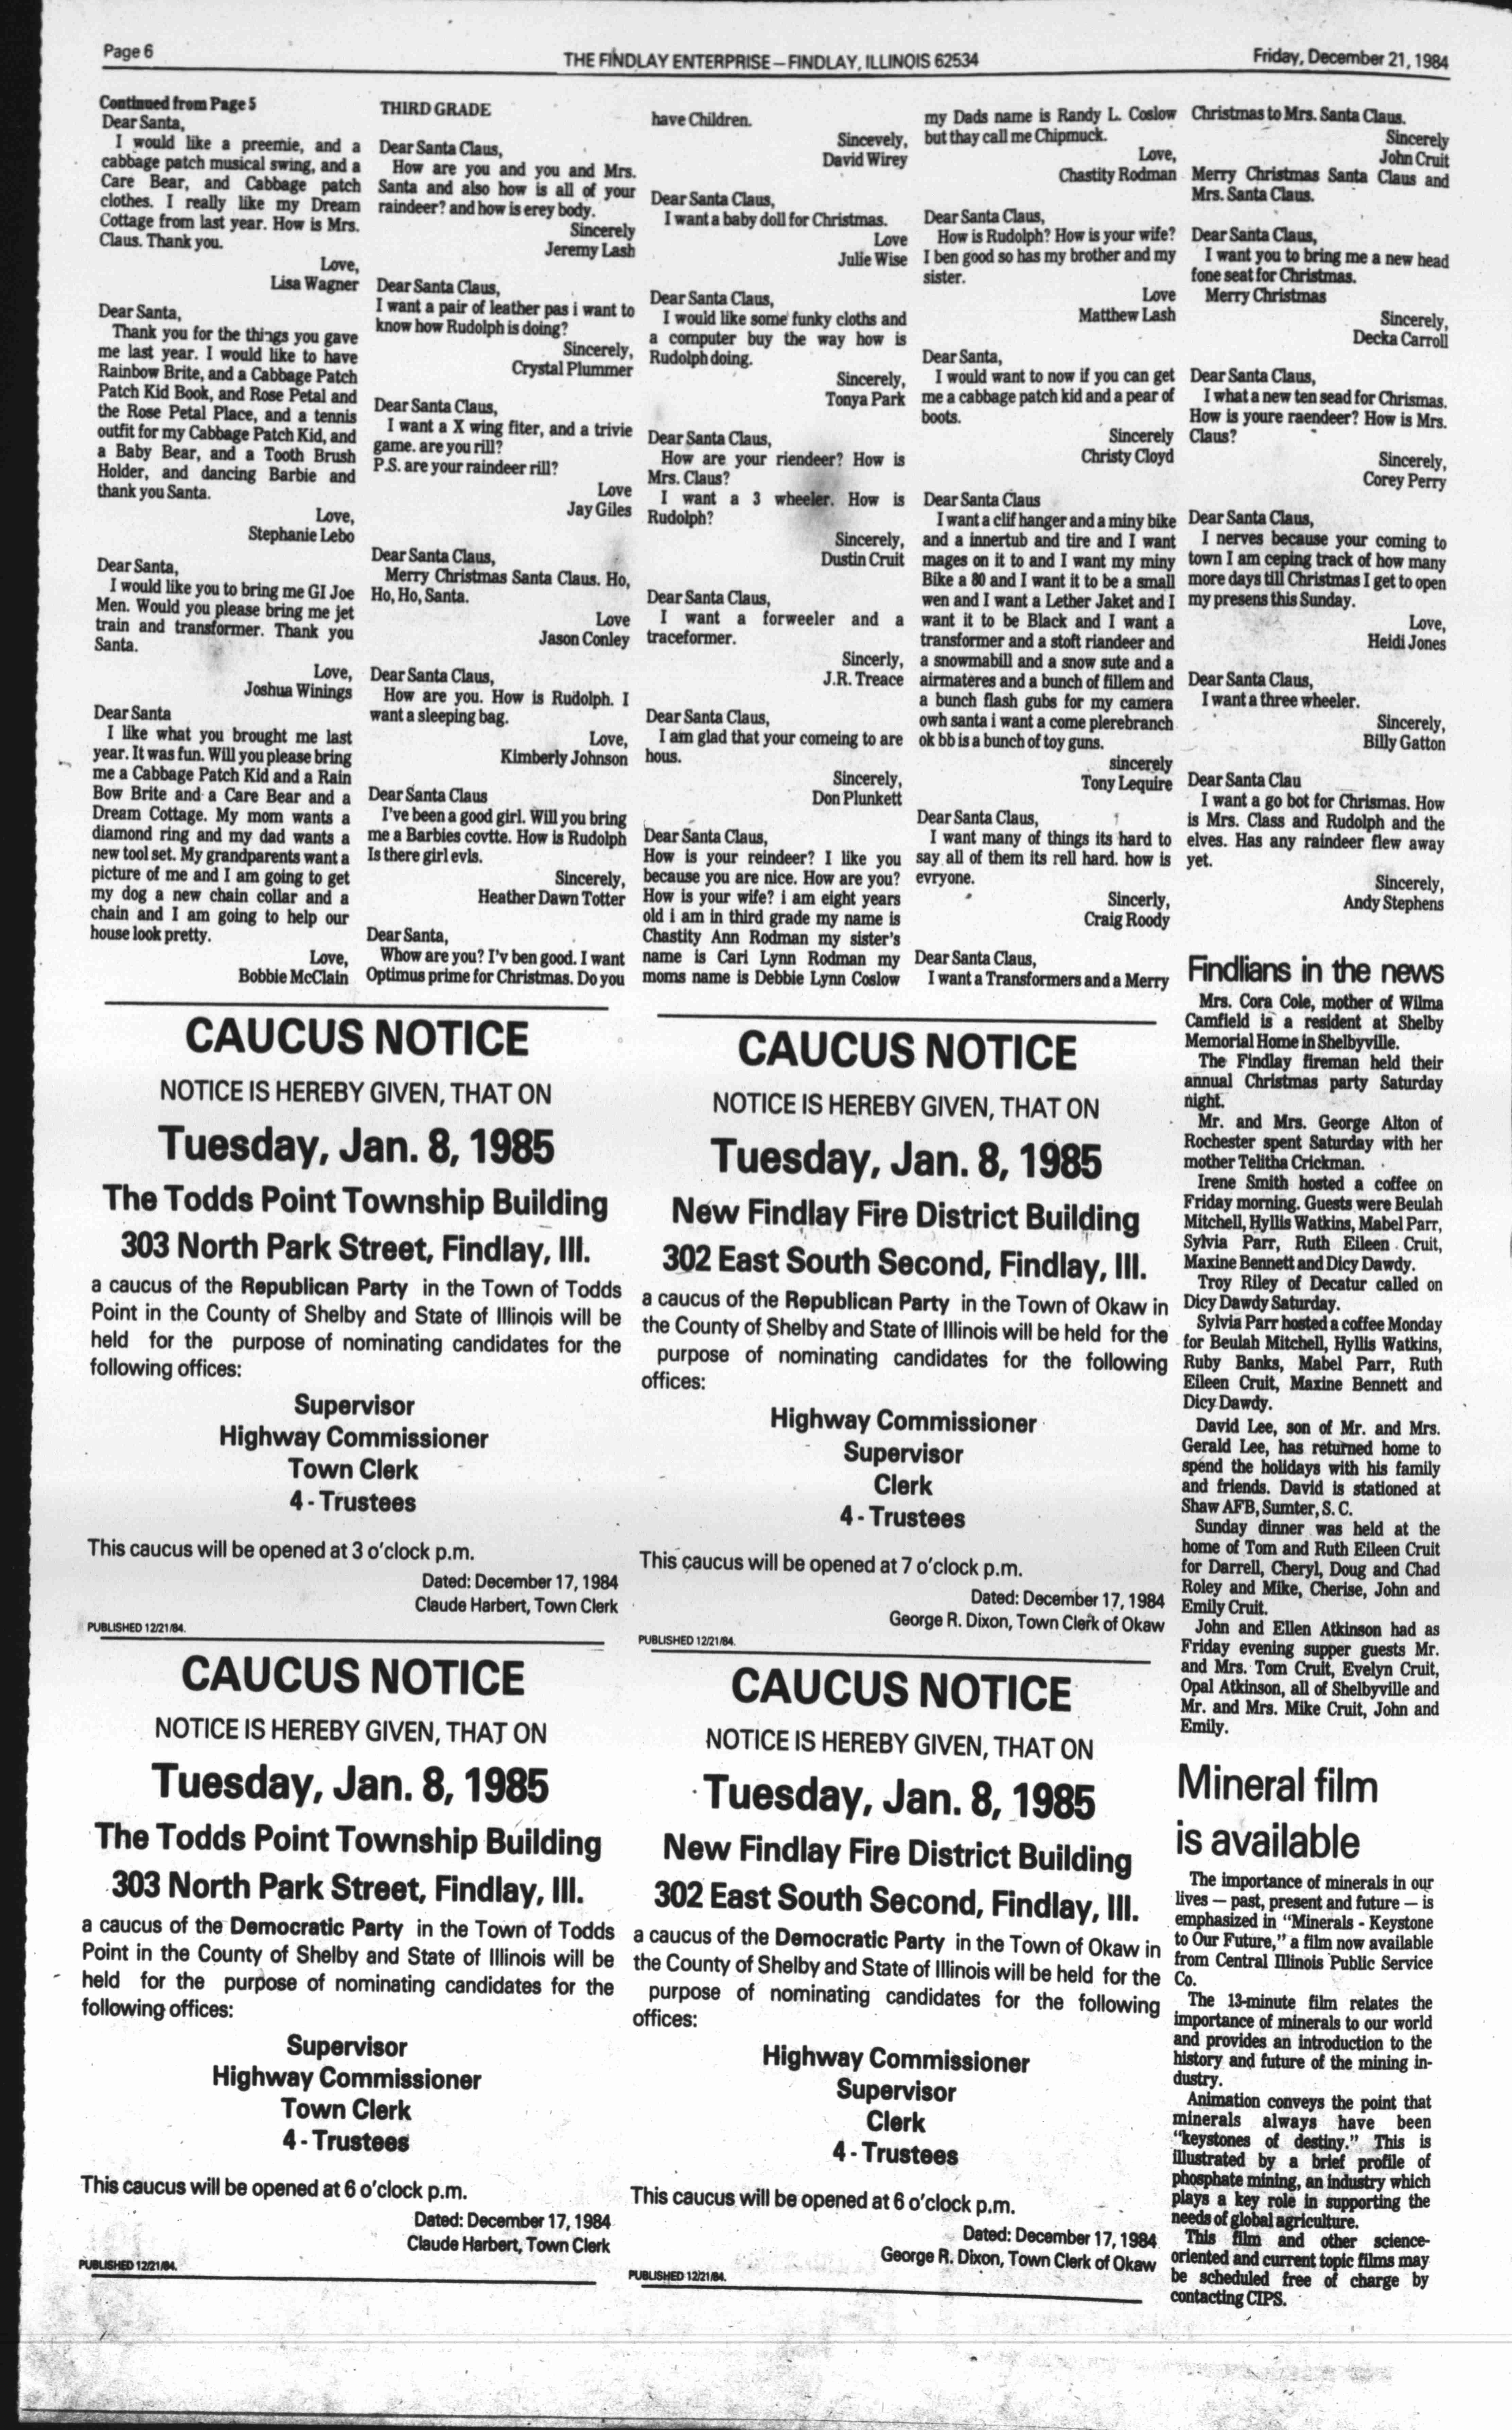 Page 6
THE FINDLAY ENTERPRISE—FINDLAY, ILLINOIS 62534
Friday, December 21, 1984
Continued from Page 5
Dear Santa,
I would like a preemie, and a
cabbage patch musical swing, and a
Care Bear, and Cabbage patch
clothes. I really like my Dream
Cottage from last year. How is Mrs.
Claus. Thank you.
Love,
Lisa Wagner
Dear Santa,
Thank you for the things you gave
me last year. I would like to have
Rainbow Brite, and a Cabbage Patch
Patch Kid Book, and Rose Petal and
the Rose Petal Place, and a tennis
outfit for my Cabbage Patch Kid, and
a Baby Bear, and a Tooth Brush
Holder, and dancing Barbie and
thank you Santa.
Love,
Stephanie Lebo
Dear Santa,
I would like you to bring me GI Joe
Men. Would you please bring me jet
train and transformer. Thank you
Santa.
Love,
Joshua Winings
Dear Santa
I like what you brought me last
year. It was fun. Will you please bring
me a Cabbage Patch Kid and a Rain
Bow Brite and a Care Bear and a
Dream Cottage. My mom wants a
diamond ring and my dad wants a
new tool set. My grandparents want a
picture of me and I am going to get
my dog a new chain collar and a
chain and I am going to help our
house look pretty.
Love,
Bobbie McClain
THIRD GRADE
Dear Santa Claus,
How are you and you and Mrs.
Santa and also how is all of your
raindeer? and how is erey body.
Sincerely
Jeremy Lash
Dear Santa Claus,
I want a pair of leather pas i want to
know how Rudolph is doing?
Sincerely,
Crystal Plummer
Dear Santa Claus,
I want a X wing fiter, and a trivie
game. are you rill?
P.S. are your raindeer rill?
Love
Jay Giles
Dear Santa Claus,
Merry Christmas Santa Claus. Ho,
Ho, Ho, Santa.
Love
Jason Conley
Dear Santa Claus,
How are you. How is Rudolph. I
want a sleeping bag.
Love,
Kimberly Johnson
Dear Santa Claus
I've been a good girl. Will you bring
me a Barbies covtte. How is Rudolph
Is there girl evls.
Sincerely,
Heather Dawn Totter
Dear Santa,
Whow are you? I'v ben good. I want
Optimus prime for Christmas. Do you
have Children.
Sincevely,
David Wirey
Dear Santa Claus,
I want a baby doll for Christmas.
Love
Julie Wise
Dear Santa Claus,
I would like some funky cloths and
a computer buy the way how is
Rudolph doing.
Sincerely,
Tonya Park
Dear Santa Claus,
How are your riendeer? How is
Mrs. Claus?
I want a 3 wheeler. How is
Rudolph?
Sincerely,
Dustin Cruit
Dear Santa Claus,
I want a forweeler and a
traceformer.
Sincerly,
J.R. Treace
Dear Santa Claus,
I am glad that your comeing to are
hous.
Sincerely,
Don Plunkett
Dear Santa Claus,
How is your reindeer? I like you
because you are nice. How are you?
How is your wife? i am eight years
old i am in third grade my name is
Chastity Ann Rodman my sister's
name is Cari Lynn Rodman my
moms name is Debbie Lynn Coslow
my Dads name is Randy L. Coslow
but thay call me Chipmuck.
Love,
Chastity Rodman
Dear Santa Claus,
How is Rudolph? How is your wife?
I ben good so has my brother and my
sister.
Love
Matthew Lash
Dear Santa,
I would want to now if you can get
me a cabbage patch kid and a pear of
boots.
Sincerely
Christy Cloyd
Dear Santa Claus
I want a clif hanger and a miny bike
and a innertub and tire and I want
mages on it to and I want my miny
Bike a 80 and I want it to be a small
wen and I want a Lether Jaket and I
want it to be Black and I want a
transformer and a stoft riandeer and
a snowmabill and a snow sute and a
airmateres and a bunch of fillem and
a bunch flash gubs for my camera
owh santa i want a come plerebranch
ok bb is a bunch of toy guns.
sincerely
Tony Lequire
Dear Santa Claus,
I want many of things its hard to
say all of them its rell hard. how is
evryone.
Sincerly,
Craig Roody
Dear Santa Claus,
I want a Transformers and a Merry
Christmas to Mrs. Santa Claus.
Sincerely
John Cruit
Merry Christmas Santa Claus and
Mrs. Santa Claus.
Dear Santa Claus,
I want you to bring me a new head
fone seat for Christmas.
Merry Christmas
Sincerely,
Decka Carroll
Dear Santa Claus,
I what a new ten sead for Chrismas.
How is youre raendeer? How is Mrs.
Claus?
Sincerely,
Corey Perry
Dear Santa Claus,
I nerves because your coming to
town I am ceping track of how many
more days till Christmas I get to open
my presens this Sunday.
Love,
Heidi Jones
Dear Santa Claus,
I want a three wheeler.
Sincerely,
Billy Gatton
Dear Santa Clau
I want a go bot for Chrismas. How
is Mrs. Class and Rudolph and the
elves. Has any raindeer flew away
yet.
Sincerely,
Andy Stephens
CAUCUS NOTICE
NOTICE IS HEREBY GIVEN, THAT ON
Tuesday, Jan. 8, 1985
The Todds Point Township Building
303 North Park Street, Findlay, Ill.
a caucus of the Republican Party in the Town of Todds
Point in the County of Shelby and State of Illinois will be
held for the purpose of nominating candidates for the
following offices:
Supervisor
Highway Commissioner
Town Clerk
4 - Trustees
This caucus will be opened at 3 o'clock p.m.
Dated: December 17, 1984
Claude Harbert, Town Clerk
PUBLISHED 12/21/84.
CAUCUS NOTICE
NOTICE IS HEREBY GIVEN, THAT ON
Tuesday, Jan. 8, 1985
New Findlay Fire District Building
302 East South Second, Findlay, Ill.
a caucus of the Republican Party in the Town of Okaw in
the County of Shelby and State of Illinois will be held for the
purpose of nominating candidates for the following
offices:
Highway Commissioner
Supervisor
Clerk
4 - Trustees
This caucus will be opened at 7 o'clock p.m.
Dated: December 17, 1984
George R. Dixon, Town Clerk of Okaw
PUBLISHED 12/21/84.
CAUCUS NOTICE
NOTICE IS HEREBY GIVEN, THAT ON
Tuesday, Jan. 8, 1985
The Todds Point Township Building
303 North Park Street, Findlay, Ill.
a caucus of the Democratic Party in the Town of Todds
Point in the County of Shelby and State of Illinois will be
held for the purpose of nominating candidates for the
following offices:
Supervisor
Highway Commissioner
Town Clerk
4 - Trustees
This caucus will be opened at 6 o'clock p.m.
Dated: December 17, 1984
Claude Harbert, Town Clerk
PUBLISHED 12/21/84.
CAUCUS NOTICE
NOTICE IS HEREBY GIVEN, THAT ON
Tuesday, Jan. 8, 1985
New Findlay Fire District Building
302 East South Second, Findlay, Ill.
a caucus of the Democratic Party in the Town of Okaw in
the County of Shelby and State of Illinois will be held for the
purpose of nominating candidates for the following
offices:
Highway Commissioner
Supervisor
Clerk
4 - Trustees
This caucus will be opened at 6 o'clock p.m.
Dated: December 17, 1984
George R. Dixon, Town Clerk of Okaw
PUBLISHED 12/21/84.
Findlians in the news
Mrs. Cora Cole, mother of Wilma
Camfield is a resident at Shelby
Memorial Home in Shelbyville.
The Findlay fireman held their
annual Christmas party Saturday
night.
Mr. and Mrs. George Alton of
Rochester spent Saturday with her
mother Telitha Crickman.
Irene Smith hosted a coffee on
Friday morning. Guests were Beulah
Mitchell, Hyllis Watkins, Mabel Parr,
Sylvia Parr, Ruth Eileen Cruit,
Maxine Bennett and Dicy Dawdy.
Troy Riley of Decatur called on
Dicy Dawdy Saturday.
Sylvia Parr hosted a coffee Monday
for Beulah Mitchell, Hyllis Watkins,
Ruby Banks, Mabel Parr, Ruth
Eileen Cruit, Maxine Bennett and
Dicy Dawdy.
David Lee, son of Mr. and Mrs.
Gerald Lee, has returned home to
spend the holidays with his family
and friends. David is stationed at
Shaw AFB, Sumter, S. C.
Sunday dinner was held at the
home of Tom and Ruth Eileen Cruit
for Darrell, Cheryl, Doug and Chad
Roley and Mike, Cherise, John and
Emily Cruit.
John and Ellen Atkinson had as
Friday evening supper guests Mr.
and Mrs. Tom Cruit, Evelyn Cruit,
Opal Atkinson, all of Shelbyville and
Mr. and Mrs. Mike Cruit, John and
Emily.
Mineral film
is available
The importance of minerals in our
lives — past, present and future — is
emphasized in "Minerals - Keystone
to Our Future," a film now available
from Central Illinois Public Service
Co.
The 13-minute film relates the
importance of minerals to our world
and provides an introduction to the
history and future of the mining in-
dustry.
Animation conveys the point that
minerals always have been
"keystones of destiny." This is
illustrated by a brief profile of
phosphate mining, an industry which
plays a key role in supporting the
needs of global agriculture.
This film and other science-
oriented and current topic films may
be scheduled free of charge by
contacting CIPS.